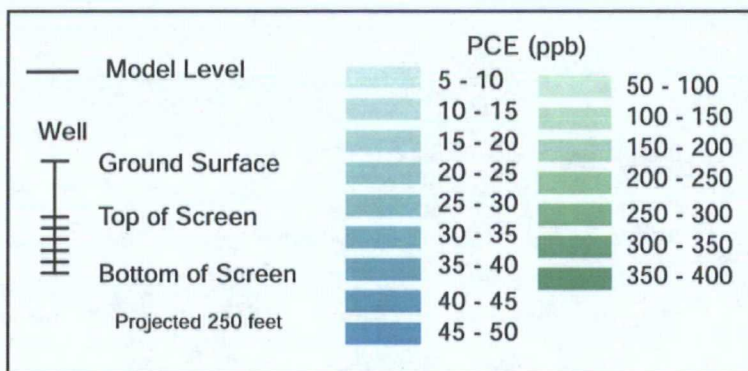 PCE (ppb)
Model Level
Well
Ground Surface
Top of Screen
Bottom of Screen
Projected 250 feet
5 - 10
10 - 15
15 - 20
20 - 25
25 - 30
30 - 35
35 - 40
40 - 45
45 - 50
50 - 100
100 - 150
150 - 200
200 - 250
250 - 300
300 - 350
350 - 400